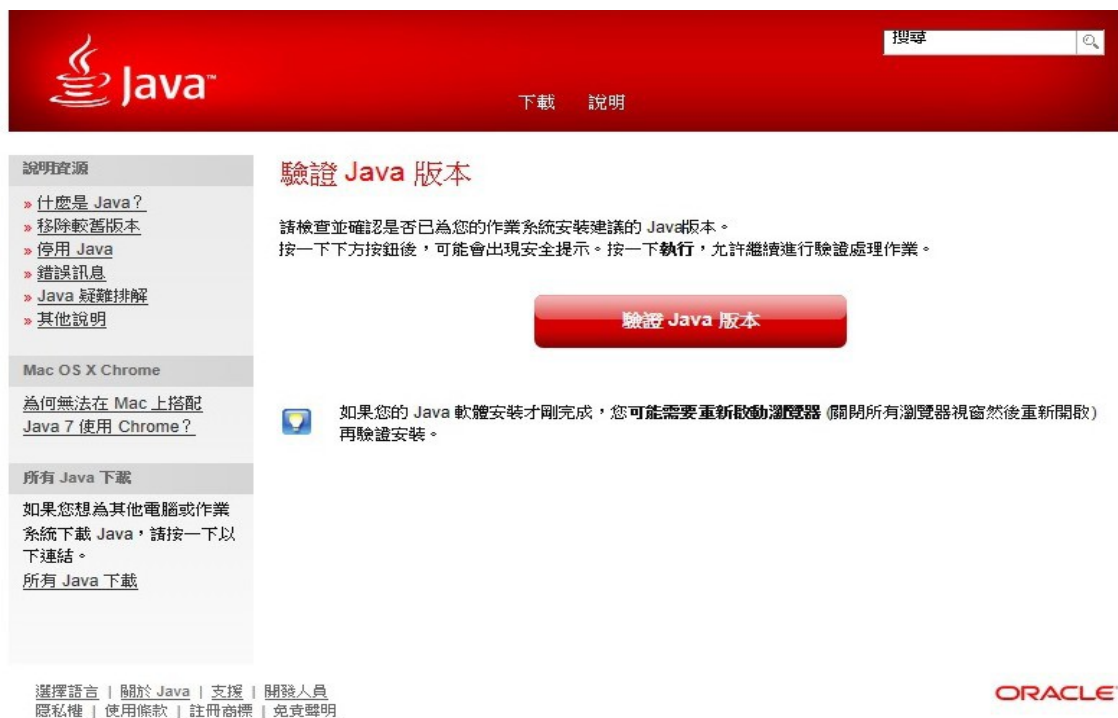 Java™
搜尋
下載 說明
說明資源
» 什麼是 Java？
» 移除較舊版本
» 停用 Java
» 錯誤訊息
» Java 疑難排解
» 其他說明
Mac OS X Chrome
為何無法在 Mac 上搭配
Java 7 使用 Chrome？
所有 Java 下載
如果您想為其他電腦或作業
系統下載 Java，請按一下以
下連結。
所有 Java 下載
驗證 Java 版本
請檢查並確認是否已為您的作業系統安裝建議的 Java版本。
按一下下方按鈕後，可能會出現安全提示。按一下執行，允許繼續進行驗證處理作業。
驗證 Java 版本
如果您的 Java 軟體安裝才剛完成，您可能需要重新啟動瀏覽器 (關閉所有瀏覽器視窗然後重新開啟)
再驗證安裝。
選擇語言 | 關於 Java | 支援 | 開發人員
隱私權 | 使用條款 | 註冊商標 | 免責聲明
ORACLE